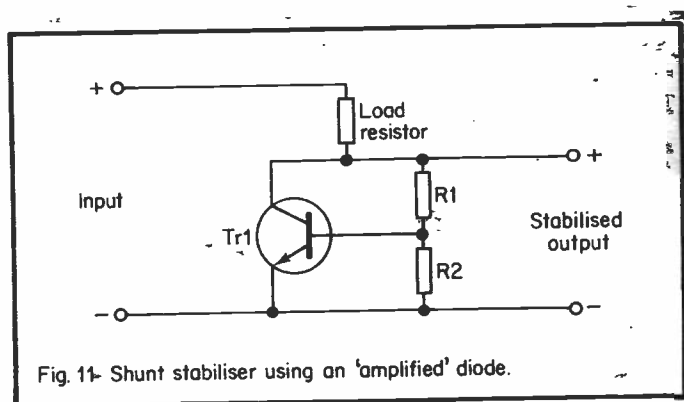 +
Load
resistor
+
Input
R1
Stabilised
output
Tr1
R2
-
-
Fig. 11- Shunt stabiliser using an 'amplified' diode.